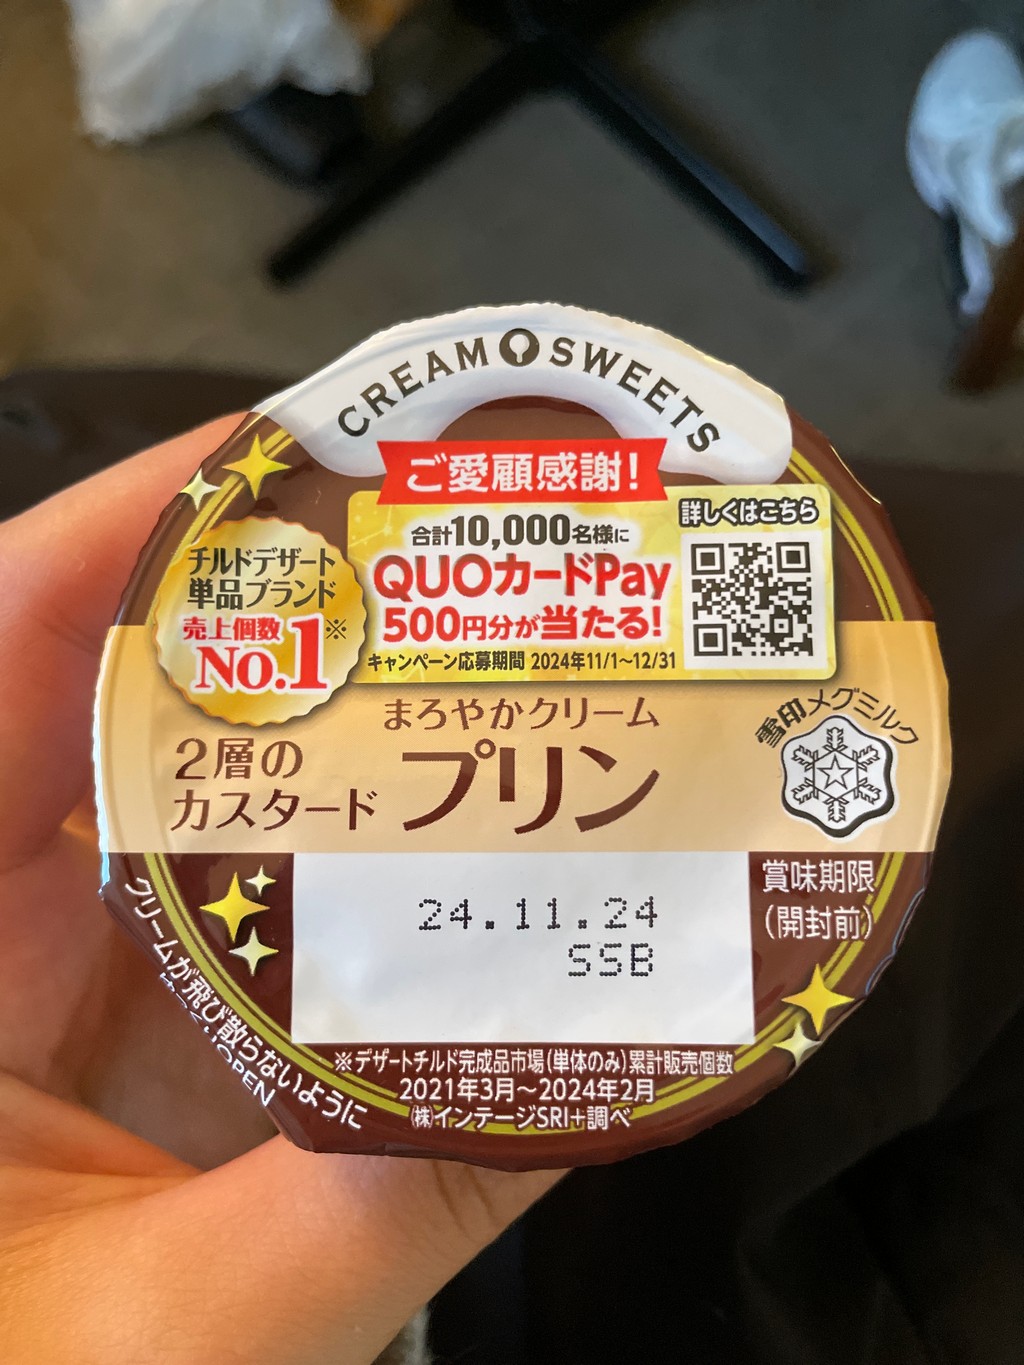 CREAM SWEETS
ご愛顧感謝!
チルドデザート
単品ブランド
売上個数
No.1※
合計10,000名様に
QUOカードPay
500円分が当たる!
キャンペーン応募期間 2024年11/1~12/31
詳しくはこちら
まろやかクリーム
2層の
カスタード
プリン
雪印メグミルク
24.11.24
SSB
賞味期限
(開封前)
クリームが飛び散らないように
OPEN
※デザートチルド完成品市場(単体のみ)累計販売個数
2021年3月~2024年2月
㈱インテージSRI+調べ